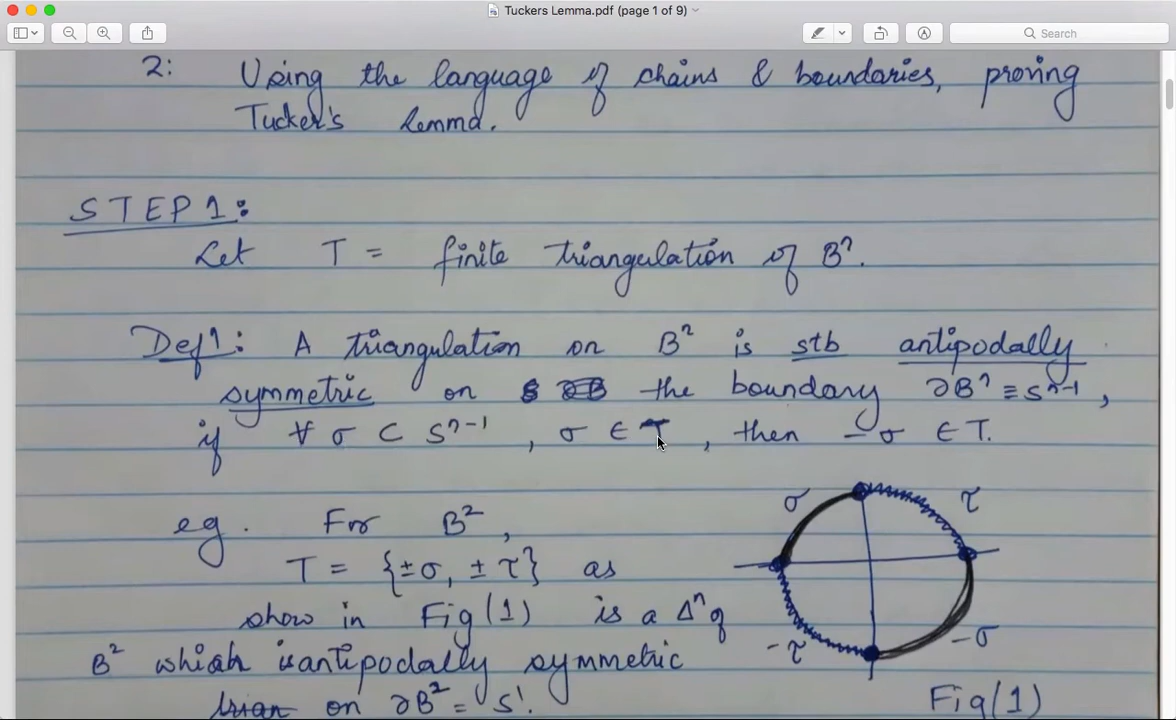 Tuckers Lemma.pdf (page 1 of 9)
Search
2: Using the language of chains & boundaries, proving
Tucker's lemma.
STEP 1:
Let T = finite triangulation of Bⁿ.
Def 1: A triangulation on Bⁿ is stb antipodally
symmetric on the boundary ∂Bⁿ ≡ Sⁿ⁻¹,
if ∀ σ ⊂ Sⁿ⁻¹, σ ∈ T, then -σ ∈ T.
σ τ
eg. For B²,
T = {±σ, ±τ} as
show in Fig(1) is a Δⁿ of
-τ -σ
B² which is antipodally symmetric
Fig(1)
on ∂B² = S¹.